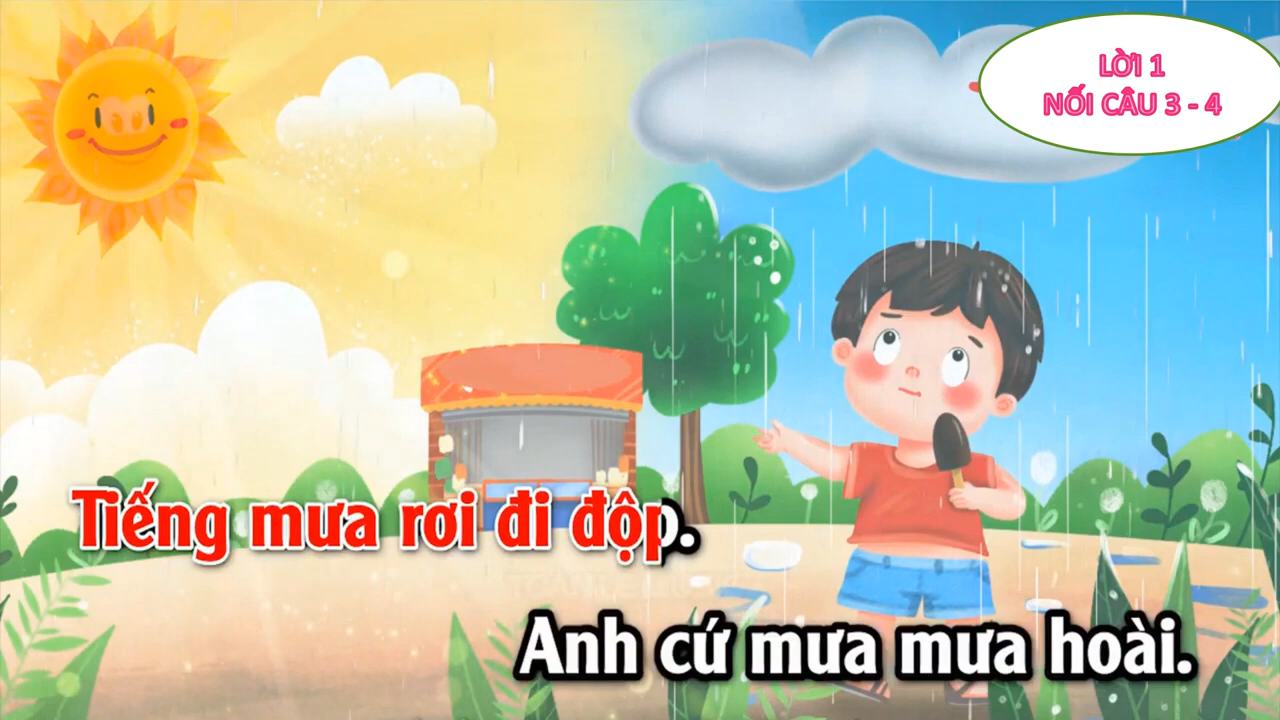 LỜI 1
NỐI CÂU 3 - 4
Tiếng mưa rơi đi độp.
Anh cứ mưa mưa hoài.